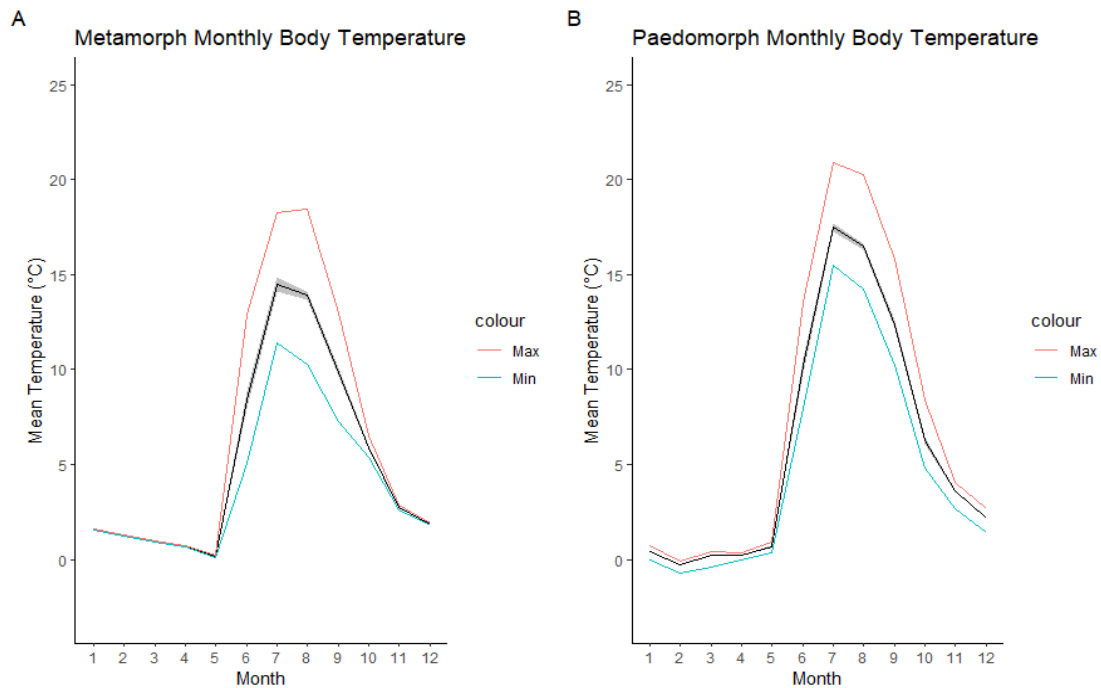 A
Metamorph Monthly Body Temperature
25
20
15
10
5
0
Mean Temperature (°C)
1 2 3 4 5 6 7 8 9 10 11 12
Month
colour
Max
Min
B
Paedomorph Monthly Body Temperature
25
20
15
10
5
0
Mean Temperature (°C)
1 2 3 4 5 6 7 8 9 10 11 12
Month
colour
Max
Min